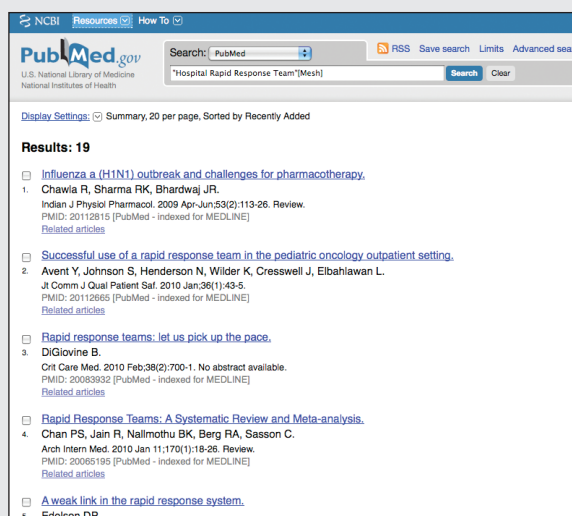 NCBI Resources How To
PubMed.gov
U.S. National Library of Medicine
National Institutes of Health
Search: PubMed
RSS Save search Limits Advanced sea
"Hospital Rapid Response Team"[Mesh]
Search Clear
Display Settings: Summary, 20 per page, Sorted by Recently Added
Results: 19
Influenza a (H1N1) outbreak and challenges for pharmacotherapy.
1. Chawla R, Sharma RK, Bhardwaj JR.
Indian J Physiol Pharmacol. 2009 Apr-Jun;53(2):113-26. Review.
PMID: 20112815 [PubMed - indexed for MEDLINE]
Related articles
Successful use of a rapid response team in the pediatric oncology outpatient setting.
2. Avent Y, Johnson S, Henderson N, Wilder K, Cresswell J, Elbahlawan L.
Jt Comm J Qual Patient Saf. 2010 Jan;36(1):43-5.
PMID: 20112665 [PubMed - indexed for MEDLINE]
Related articles
Rapid response teams: let us pick up the pace.
3. DiGiovine B.
Crit Care Med. 2010 Feb;38(2):700-1. No abstract available.
PMID: 20083932 [PubMed - indexed for MEDLINE]
Related articles
Rapid Response Teams: A Systematic Review and Meta-analysis.
4. Chan PS, Jain R, Nallmothu BK, Berg RA, Sasson C.
Arch Intern Med. 2010 Jan 11;170(1):18-26. Review.
PMID: 20065195 [PubMed - indexed for MEDLINE]
Related articles
A weak link in the rapid response system.
5. Edelson DP.